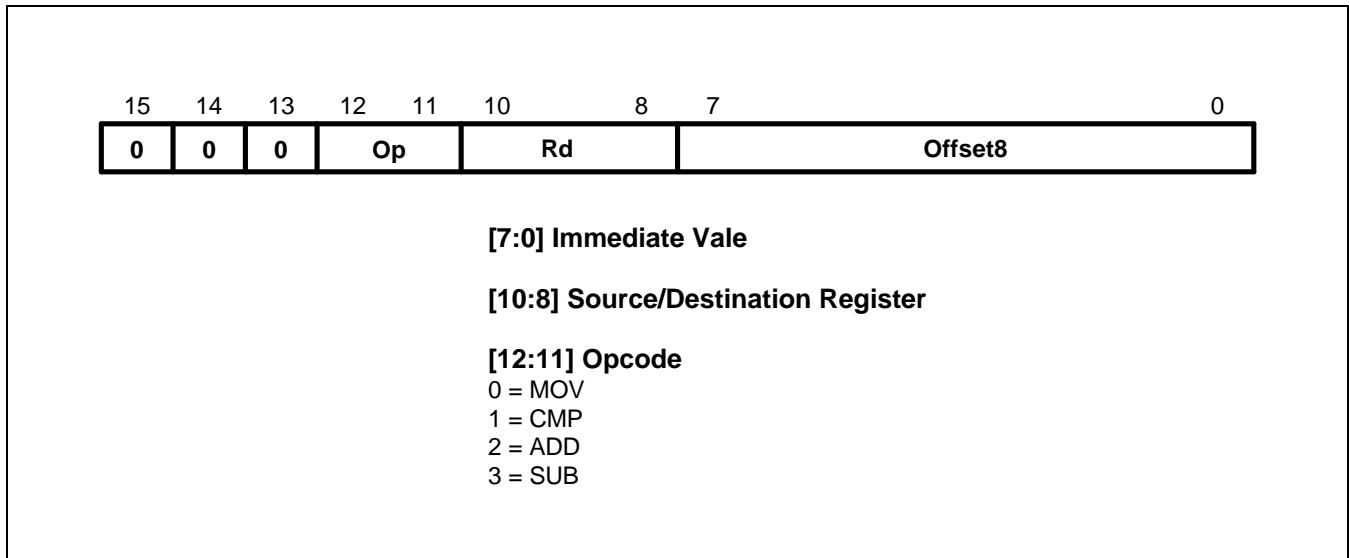 15 14 13 12 11 10 8 7 0
0 0 0 Op Rd Offset8
[7:0] Immediate Vale
[10:8] Source/Destination Register
[12:11] Opcode
0 = MOV
1 = CMP
2 = ADD
3 = SUB